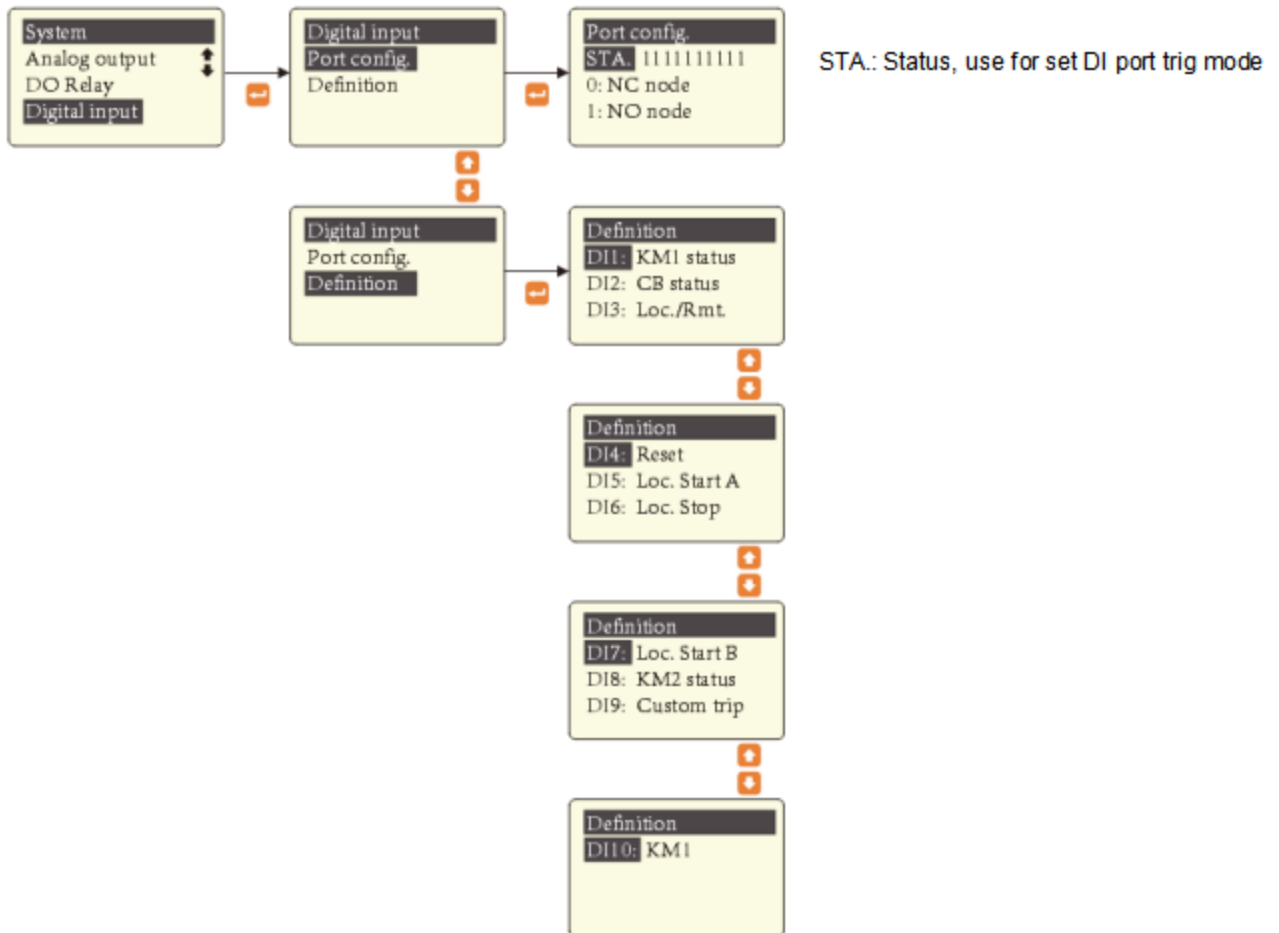 System
Analog output
DO Relay
Digital input
Digital input
Port config.
Definition
Port config.
STA. 1111111111
0: NC node
1: NO node
STA.: Status, use for set DI port trig mode
Digital input
Port config.
Definition
Definition
DI1: KM1 status
DI2: CB status
DI3: Loc./Rmt.
Definition
DI4: Reset
DI5: Loc. Start A
DI6: Loc. Stop
Definition
DI7: Loc. Start B
DI8: KM2 status
DI9: Custom trip
Definition
DI10: KM1